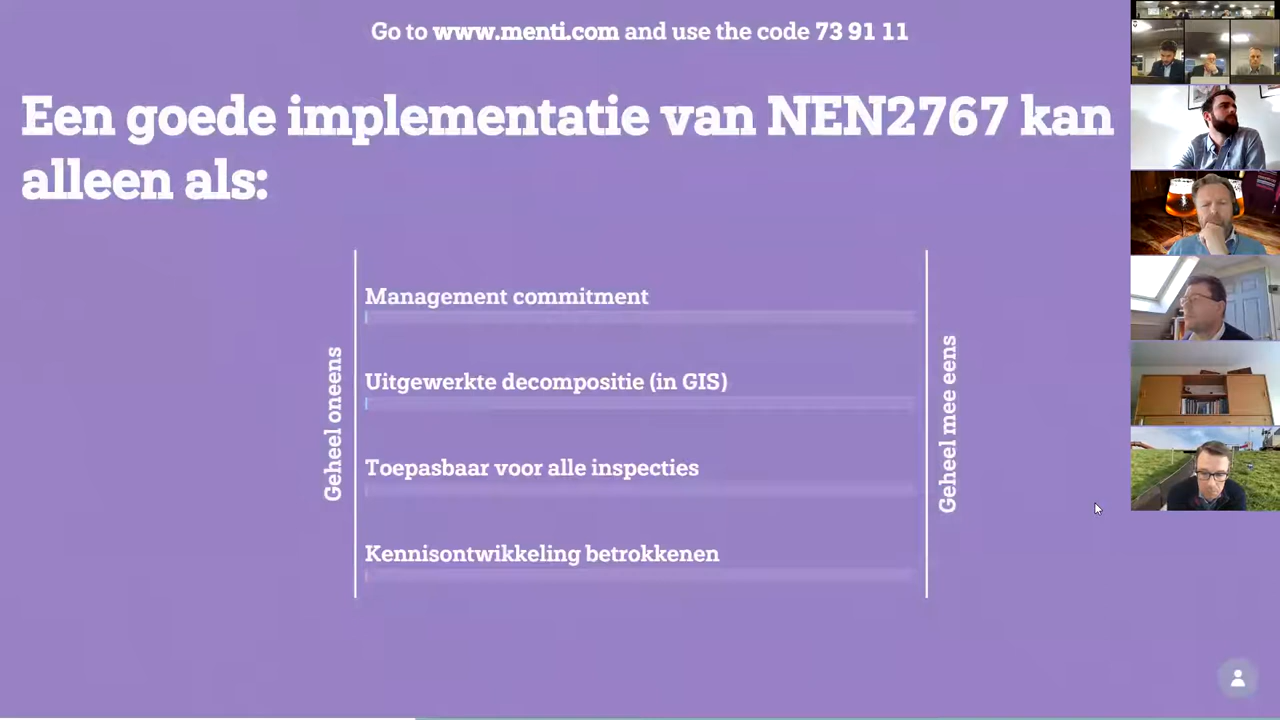 Go to www.menti.com and use the code 73 91 11
Een goede implementatie van NEN2767 kan
alleen als:
Geheel oneens
Management commitment
Uitgewerkte decompositie (in GIS)
Toepasbaar voor alle inspecties
Kennisontwikkeling betrokkenen
Geheel mee eens